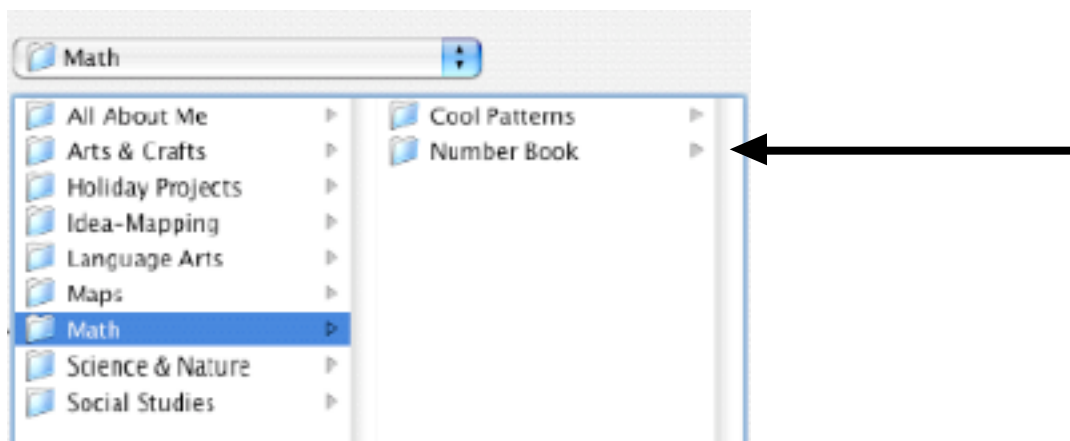 Math
All About Me
Arts & Crafts
Holiday Projects
Idea-Mapping
Language Arts
Maps
Math
Science & Nature
Social Studies
Cool Patterns
Number Book